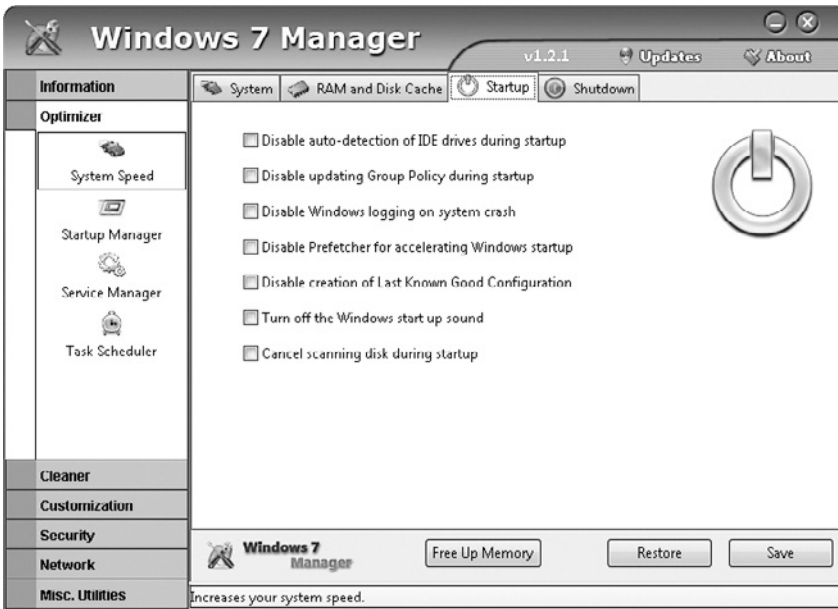 Windows 7 Manager
v1.2.1 Updates About
Information
Optimizer
System Speed
Startup Manager
Service Manager
Task Scheduler
Cleaner
Customization
Security
Network
Misc. Utilities
System RAM and Disk Cache Startup Shutdown
Disable auto-detection of IDE drives during startup
Disable updating Group Policy during startup
Disable Windows logging on system crash
Disable Prefetcher for accelerating Windows startup
Disable creation of Last Known Good Configuration
Turn off the Windows start up sound
Cancel scanning disk during startup
Windows 7
Manager
Free Up Memory Restore Save
Increases your system speed.